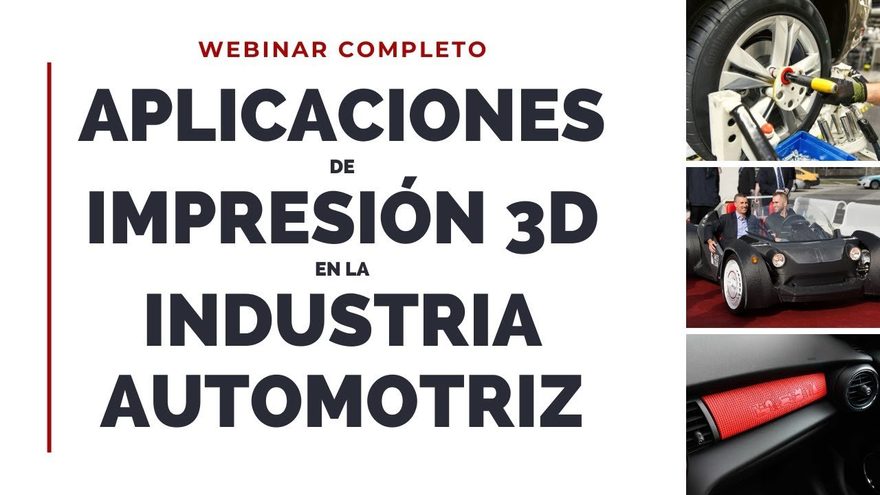 WEBINAR COMPLETO
APLICACIONES
DE
IMPRESIÓN 3D
EN LA
INDUSTRIA
AUTOMOTRIZ